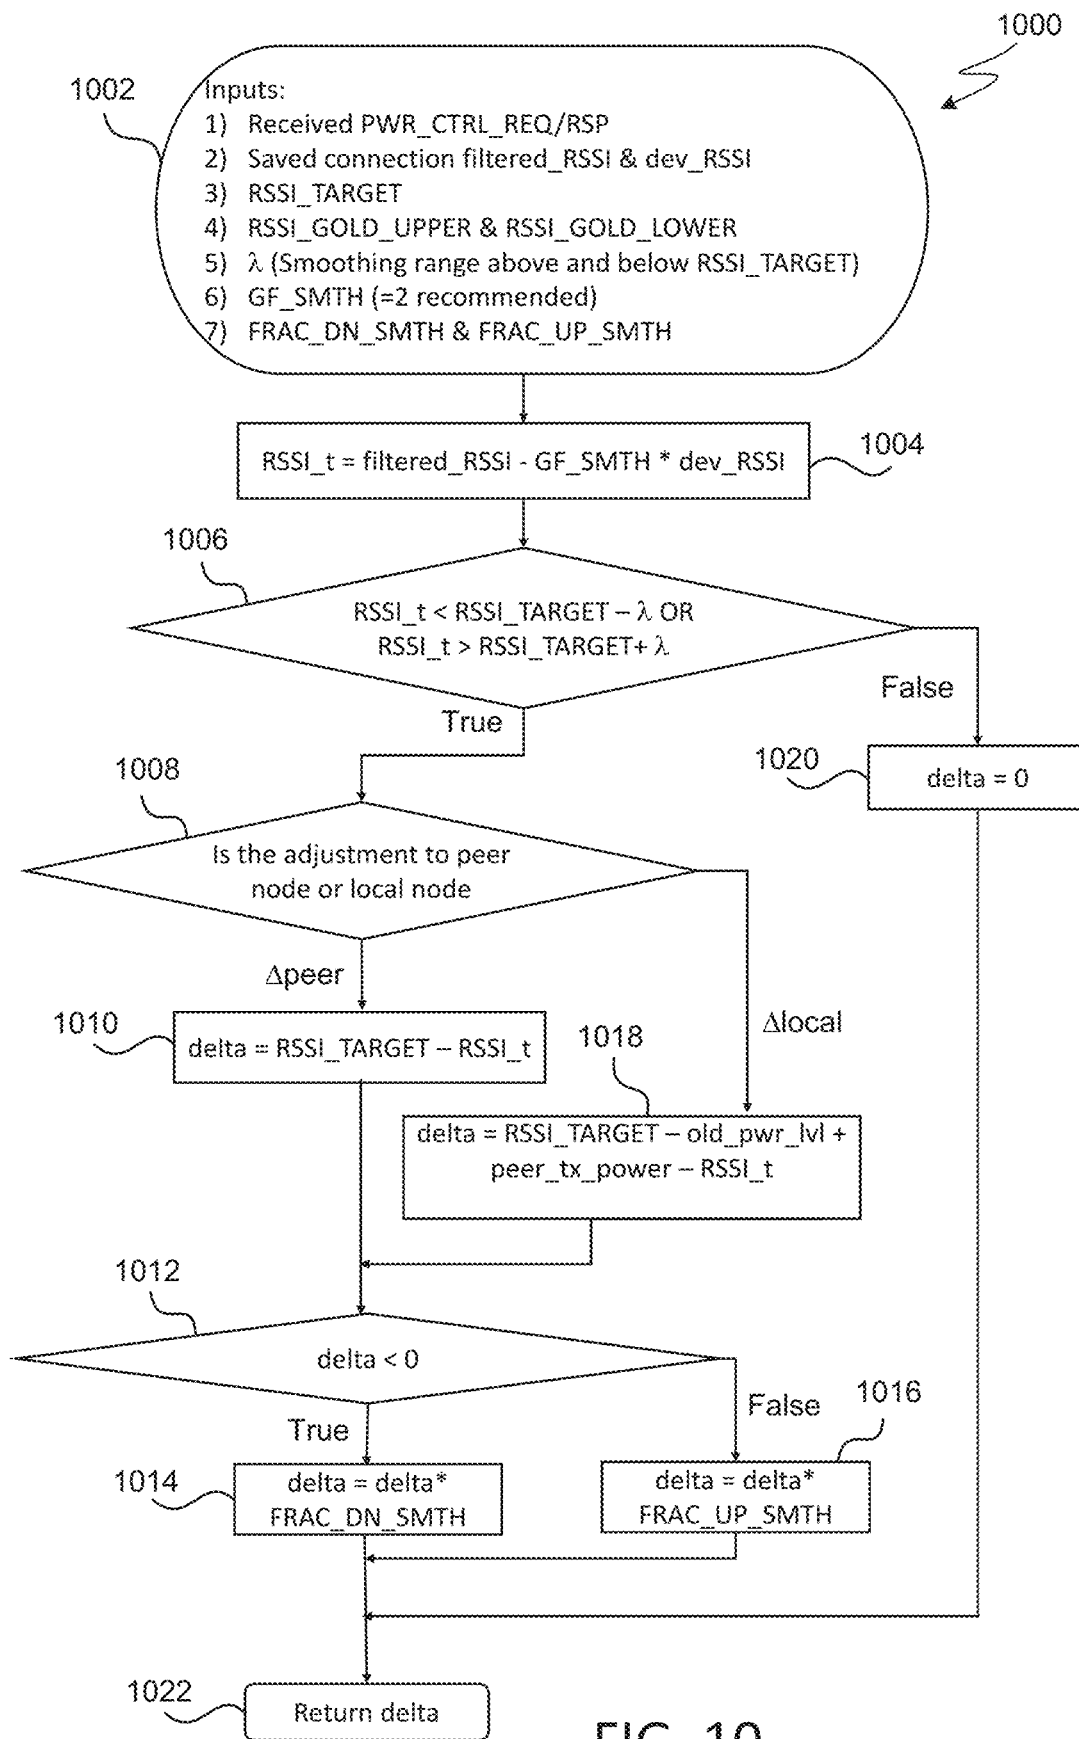 1000
1002
Inputs:
1) Received PWR_CTRL_REQ/RSP
2) Saved connection filtered_RSSI & dev_RSSI
3) RSSI_TARGET
4) RSSI_GOLD_UPPER & RSSI_GOLD_LOWER
5) λ (Smoothing range above and below RSSI_TARGET)
6) GF_SMTH (=2 recommended)
7) FRAC_DN_SMTH & FRAC_UP_SMTH
RSSI_t = filtered_RSSI - GF_SMTH * dev_RSSI
1004
1006
RSSI_t < RSSI_TARGET – λ OR
RSSI_t > RSSI_TARGET+ λ
False
True
1020
delta = 0
1008
Is the adjustment to peer
node or local node
Δpeer
Δlocal
1010
delta = RSSI_TARGET – RSSI_t
1018
delta = RSSI_TARGET – old_pwr_lvl +
peer_tx_power – RSSI_t
1012
delta < 0
True
False
1016
1014
delta = delta*
FRAC_DN_SMTH
delta = delta*
FRAC_UP_SMTH
1022
Return delta
FIG. 10